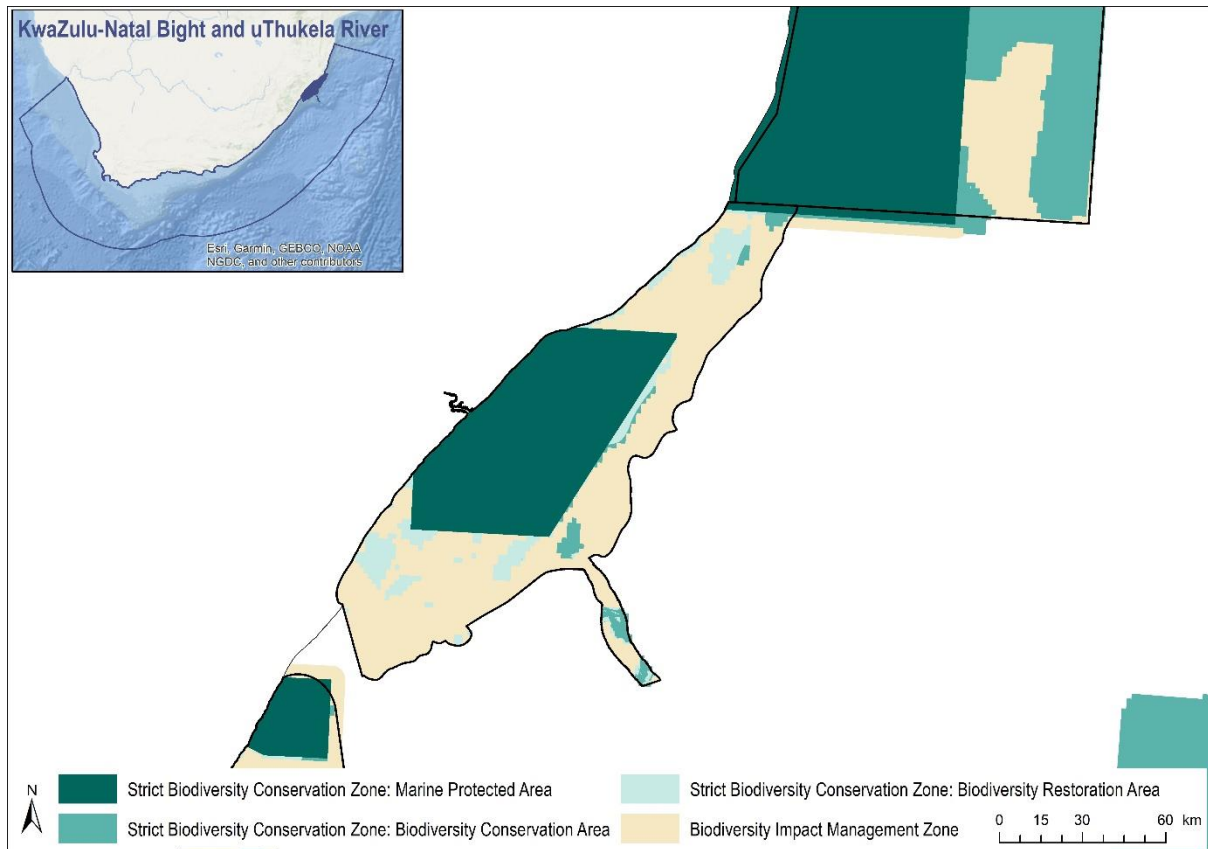 KwaZulu-Natal Bight and uThukela River
Esri, Garmin, GEBCO, NOAA
NGDC, and other contributors
N
Strict Biodiversity Conservation Zone: Marine Protected Area
Strict Biodiversity Conservation Zone: Biodiversity Restoration Area
Strict Biodiversity Conservation Zone: Biodiversity Conservation Area
Biodiversity Impact Management Zone
0 15 30 60 km